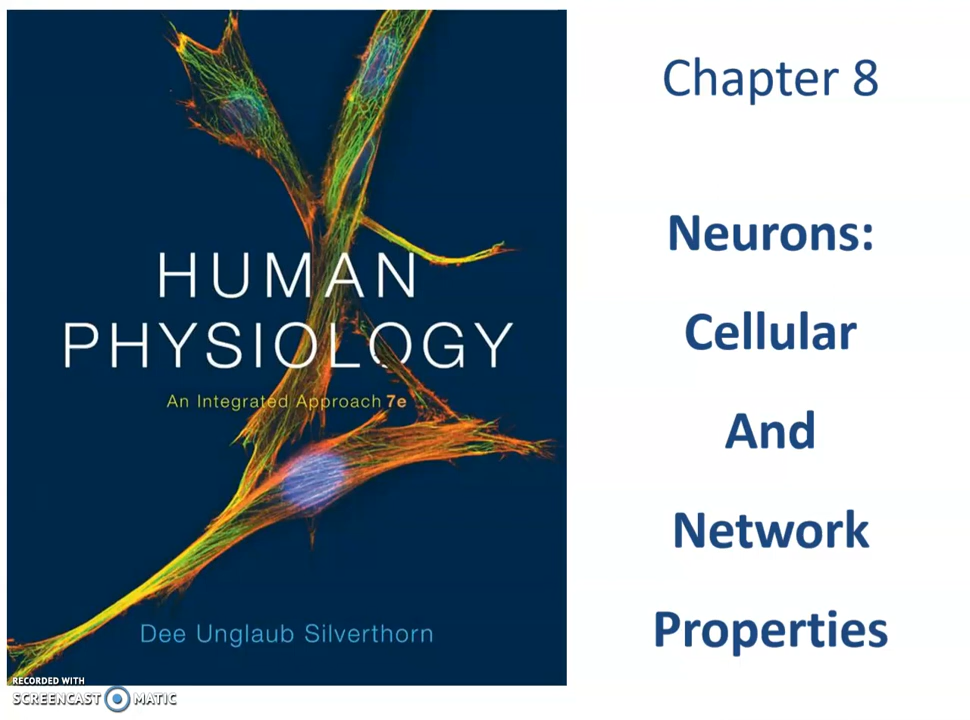 HUMAN
PHYSIOLOGY
An Integrated Approach 7e
Dee Unglaub Silverthorn
RECORDED WITH
SCREENCAST MATIC
Chapter 8
Neurons:
Cellular
And
Network
Properties